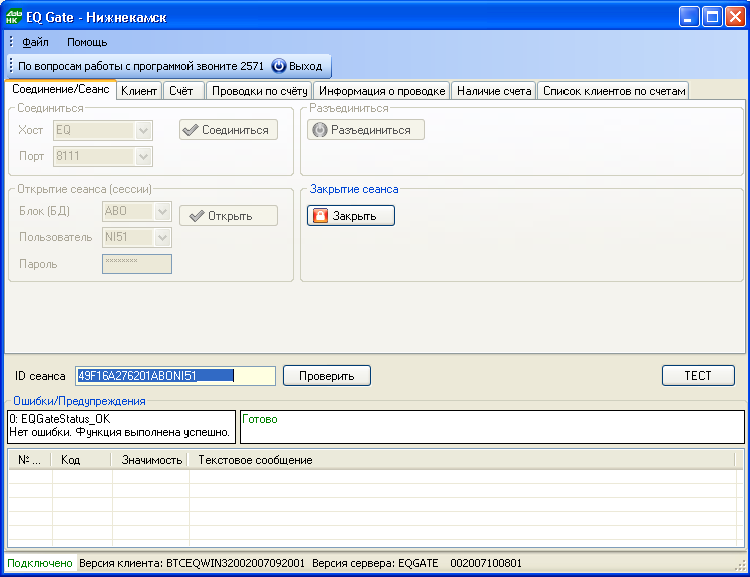 EQ Gate - Нижнекамск
Файл Помощь
По вопросам работы с программой звоните 2571 Выход
Соединение/Сеанс Клиент Счёт Проводки по счёту Информация о проводке Наличие счета Список клиентов по счетам
Соединиться
Хост EQ Соединиться
Порт 8111
Разъединиться
Разъединиться
Открытие сеанса (сессии)
Блок (БД) ABO Открыть
Пользователь NI51
Пароль ********
Закрытие сеанса
Закрыть
ID сеанса 49F16A276201ABONI51 Проверить ТЕСТ
Ошибки/Предупреждения
0: EQGateStatus_OK
Нет ошибки. Функция выполнена успешно.
Готово
№ ... Код Значимость Текстовое сообщение
Подключено Версия клиента: BTCEQWIN32002007092001 Версия сервера: EQGATE 002007100801